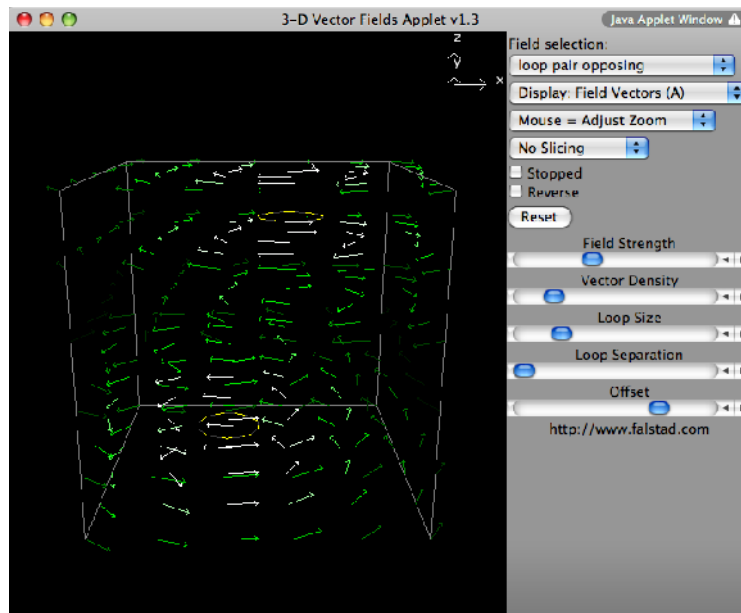 3-D Vector Fields Applet v1.3
Java Applet Window
z
y
x
Field selection:
loop pair opposing
Display: Field Vectors (A)
Mouse = Adjust Zoom
No Slicing
Stopped
Reverse
Reset
Field Strength
Vector Density
Loop Size
Loop Separation
Offset
http://www.falstad.com